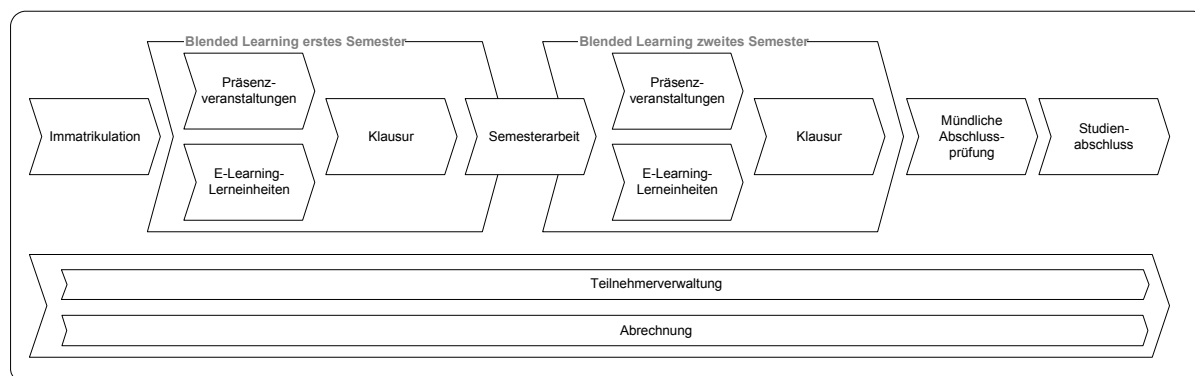 Blended Learning erstes Semester
Blended Learning zweites Semester
Immatrikulation
Präsenz-
veranstaltungen
E-Learning-
Lerneinheiten
Klausur
Semesterarbeit
Präsenz-
veranstaltungen
E-Learning-
Lerneinheiten
Klausur
Mündliche
Abschluss-
prüfung
Studien-
abschluss
Teilnehmerverwaltung
Abrechnung